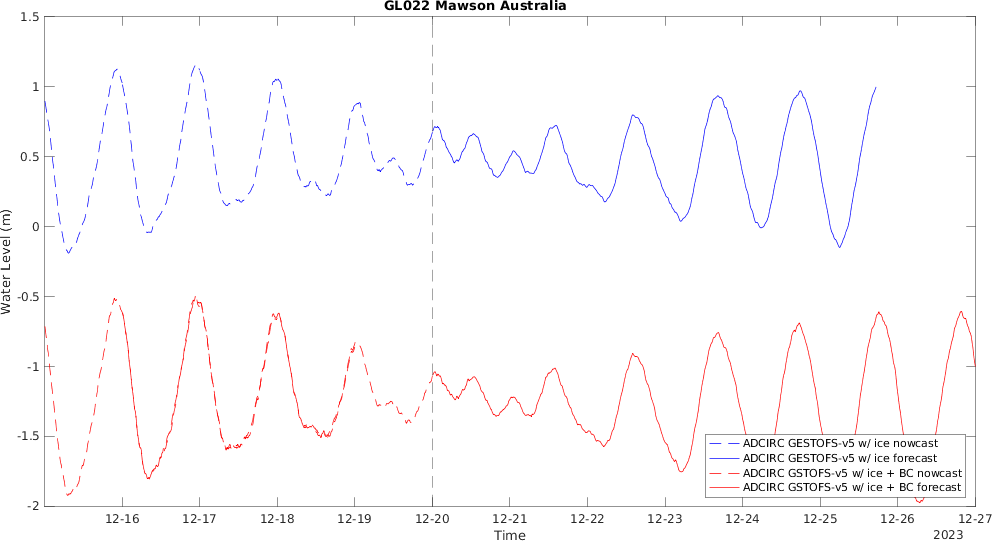 GL022 Mawson Australia
1.5
1
0.5
0
-0.5
-1
-1.5
-2
Water Level (m)
ADCIRC GESTOFS-v5 w/ ice nowcast
ADCIRC GESTOFS-v5 w/ ice forecast
ADCIRC GSTOFS-v5 w/ ice + BC nowcast
ADCIRC GSTOFS-v5 w/ ice + BC forecast
12-16 12-17 12-18 12-19 12-20 12-21 12-22 12-23 12-24 12-25 12-26 12-27
Time
2023